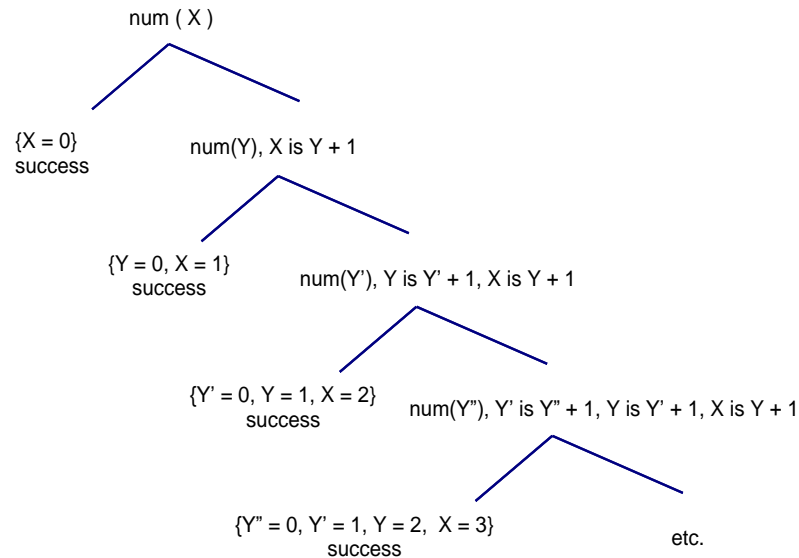 num ( X )
{X = 0}
success
num(Y), X is Y + 1
{Y = 0, X = 1}
success
num(Y’), Y is Y’ + 1, X is Y + 1
{Y’ = 0, Y = 1, X = 2}
success
num(Y”), Y’ is Y” + 1, Y is Y’ + 1, X is Y + 1
{Y” = 0, Y’ = 1, Y = 2, X = 3}
success
etc.